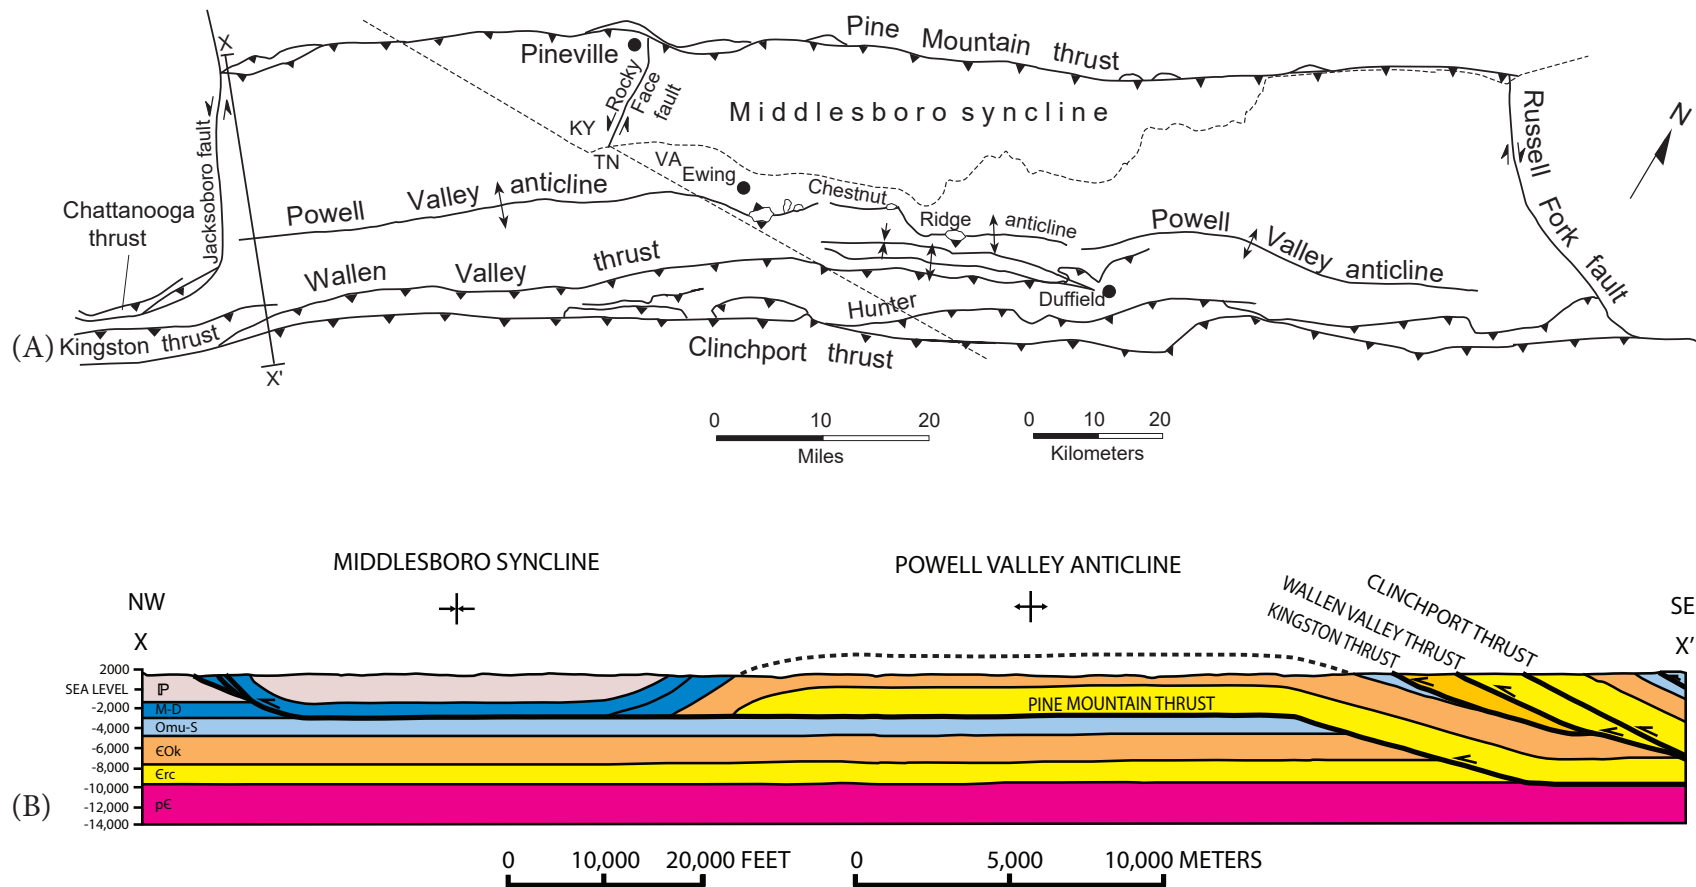 (A)
X
Pine Mountain thrust
Pineville
Rocky Face fault
Middlesboro syncline
N
Jacksboro fault
KY
TN
VA
Ewing
Chestnut Ridge anticline
Powell Valley anticline
Powell Valley anticline
Russell Fork fault
Chattanooga
thrust
Wallen Valley thrust
Duffield
Hunter
Kingston thrust
Clinchport thrust
X'
0 10 20
Miles
0 10 20
Kilometers
(B)
MIDDLESBORO SYNCLINE
POWELL VALLEY ANTICLINE
CLINCHPORT THRUST
WALLEN VALLEY THRUST
KINGSTON THRUST
NW
X
SE
X’
2000
SEA LEVEL
-2,000
-4,000
-6,000
-8,000
-10,000
-12,000
-14,000
ℙ
M-D
Omu-S
ЄOk
Єrc
pЄ
PINE MOUNTAIN THRUST
0 10,000 20,000 FEET
0 5,000 10,000 METERS